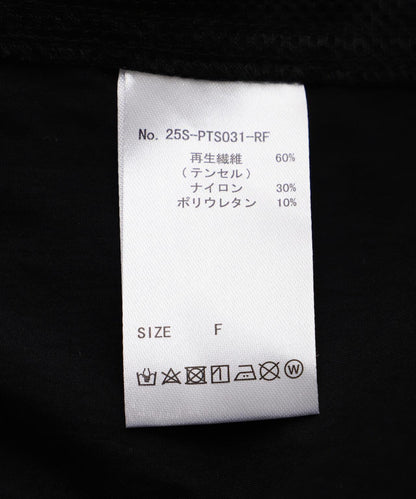 No. 25S-PTS031-RF
再生繊維 60%
(テンセル)
ナイロン 30%
ポリウレタン 10%
SIZE F
W